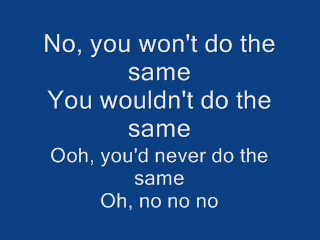 No, you won't do the
same
You wouldn't do the
same
Ooh, you'd never do the
same
Oh, no no no